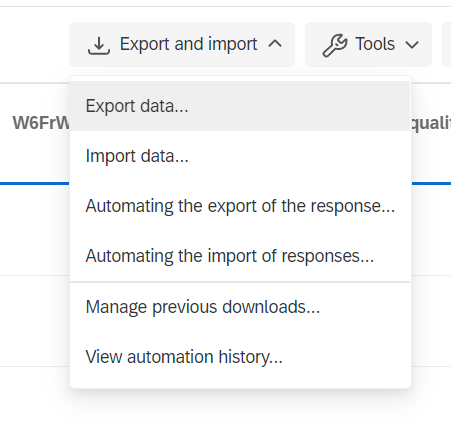 Export and import
Tools
W6FrW
qualit
Export data...
Import data...
Automating the export of the response...
Automating the import of responses...
Manage previous downloads...
View automation history...